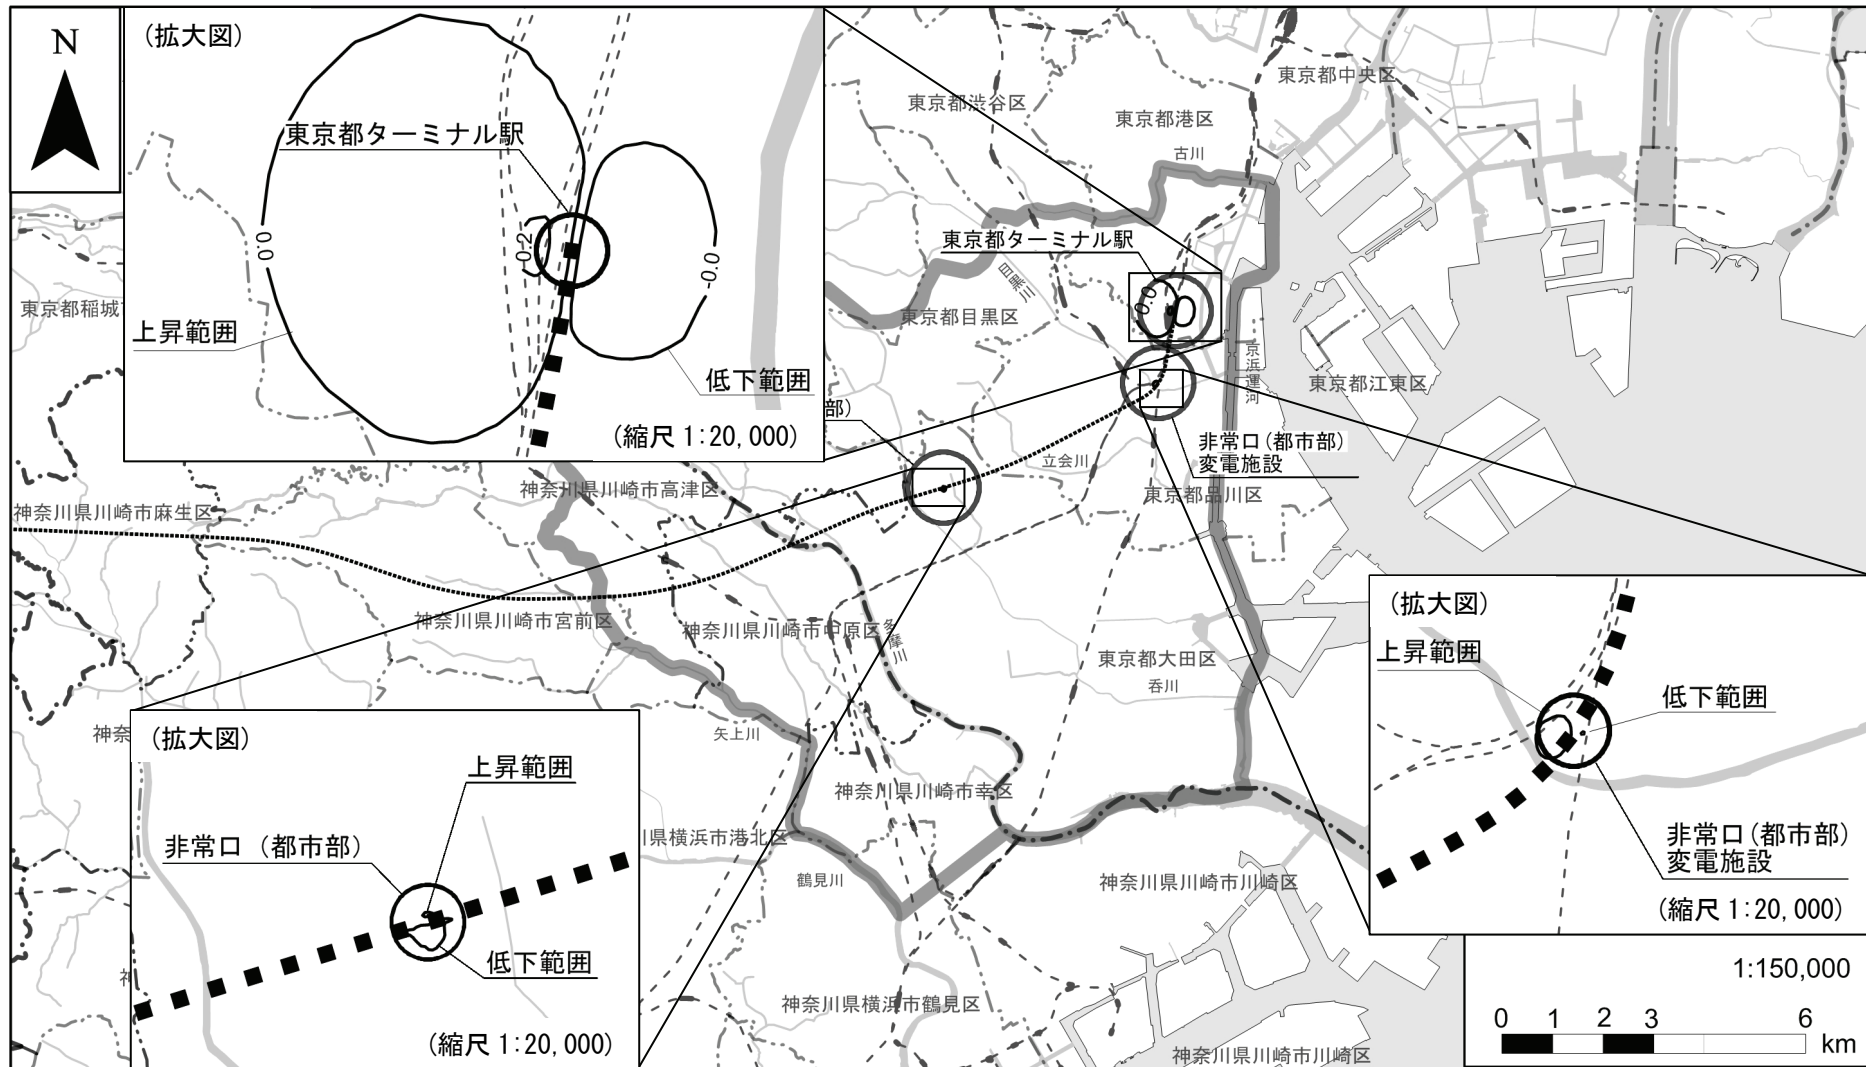 N
(拡大図)
東京都ターミナル駅
0.0
0.2
-0.0
上昇範囲
低下範囲
(縮� 1:20,000)
東京都渋谷区
東京都港区
東京都中央区
古川
東京都ターミナル駅
目黒川
0.0
東京都稲城
東京都目黒区
京浜運河
東京都江東区
部)
非常口(都市部)
変電施設
立会川
東京都品川区
神奈川県川崎市高津区
神奈川県川崎市麻生区
神奈川県川崎市宮前区
神奈川県川崎市中原区
多摩川
東京都大田区
呑川
矢上川
神奈
神奈川県川崎市幸区
県横浜市港北区
鶴見川
神奈川県川崎市川崎区
神奈川県横浜市鶴見区
神奈川県川崎市川崎区
(拡大図)
上昇範囲
非常口 (都市部)
低下範囲
(縮尺 1:20,000)
(拡大図)
上昇範囲
低下範囲
非常口(都市部)
変電施設
(縮尺 1:20,000)
1:150,000
0 1 2 3 6
km